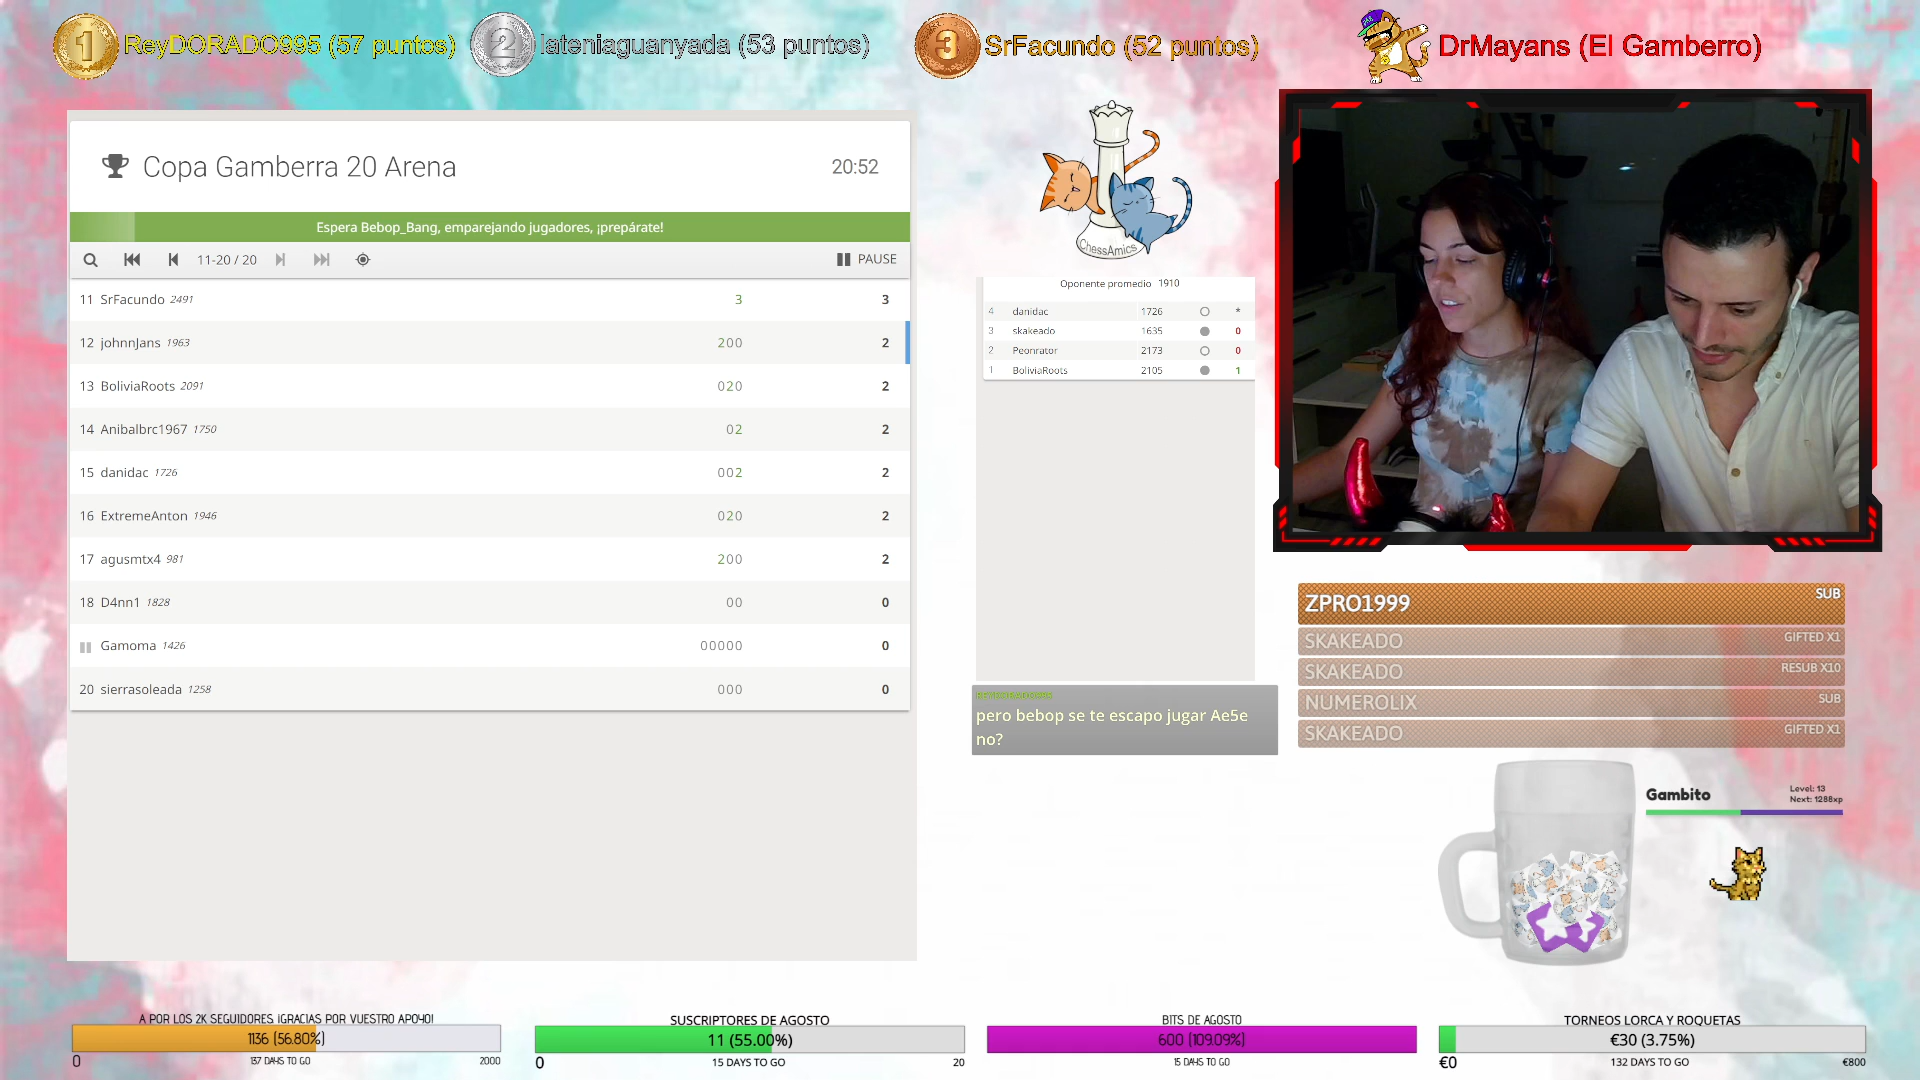 ReyDORADO995 (57 puntos)
lateniaguanyada (53 puntos)
SrFacundo (52 puntos)
DrMayans (El Gamberro)
Copa Gamberra 20 Arena
20:52
Espera Bebop_Bang, emparejando jugadores, ¡prepárate!
11-20 / 20
PAUSE
11 SrFacundo 2491 3 3
12 johnnJans 1963 200 2
13 BoliviaRoots 2091 020 2
14 Anibalbrc1967 1750 02 2
15 danidac 1726 002 2
16 ExtremeAnton 1946 020 2
17 agusmtx4 981 200 2
18 D4nn1 1828 00 0
Gamoma 1426 00000 0
20 sierrasoleada 1258 000 0
ChessAmics
Oponente promedio 1910
4 danidac 1726 *
3 skakeado 1635 0
2 Peonrator 2173 0
1 BoliviaRoots 2105 1
pero bebop se te escapo jugar Ae5e
no?
ZPRO1999 SUB
SKAKEADO GIFTED X1
SKAKEADO RESUB X10
NUMEROLIX SUB
SKAKEADO GIFTED X1
Gambito
Level: 13
Next: 1288xp
A POR LOS 2K SEGUIDORES ¡GRACIAS POR VUESTRO APOYO!
1136 (56.80%)
0 137 DAYS TO GO 2000
SUSCRIPTORES DE AGOSTO
11 (55.00%)
0 15 DAYS TO GO 20
BITS DE AGOSTO
600 (109.09%)
15 DAYS TO GO
TORNEOS LORCA Y ROQUETAS
€30 (3.75%)
€0 132 DAYS TO GO €800